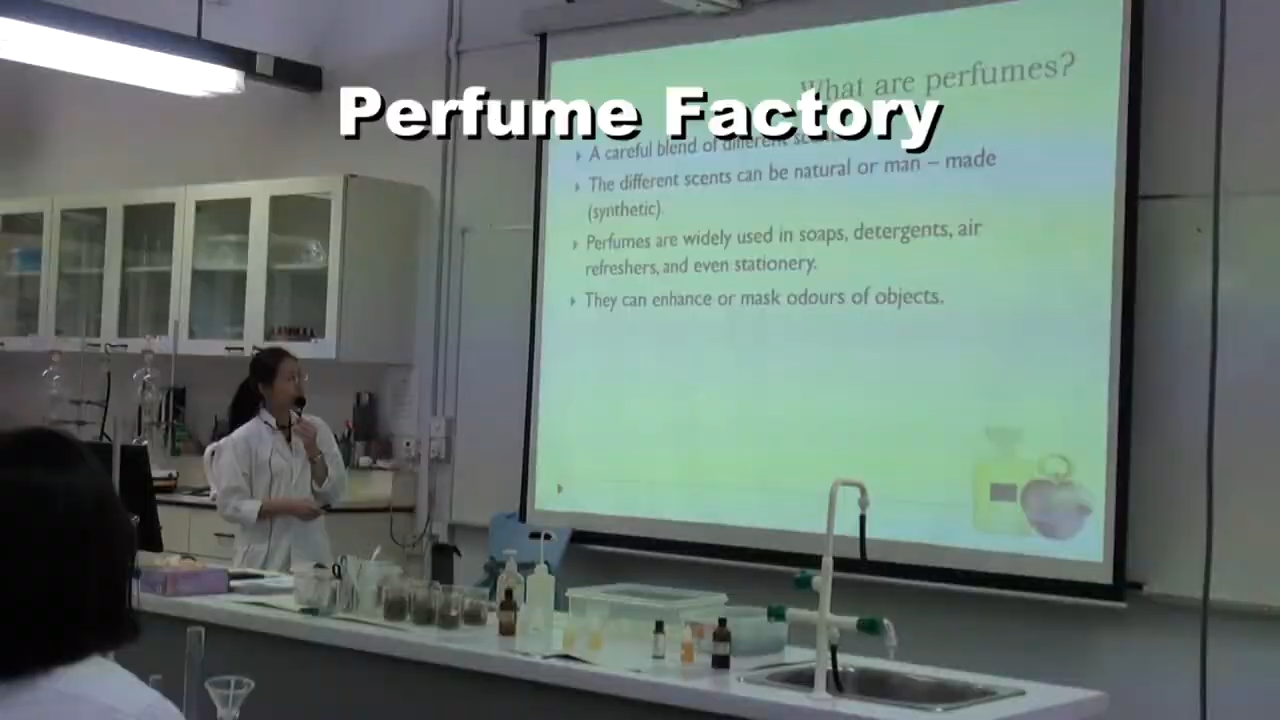 What are perfumes?
Perfume Factory
A careful blend of different
The different scents can be natural or man – made
(synthetic).
Perfumes are widely used in soaps, detergents, air
refreshers, and even stationery.
They can enhance or mask odours of objects.